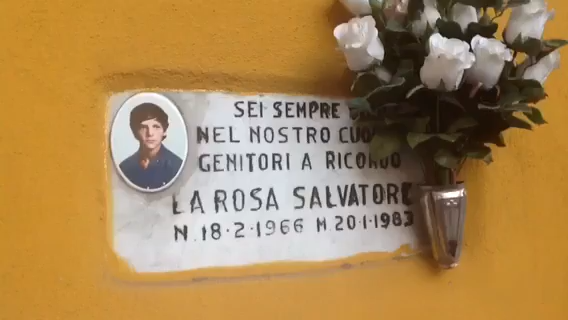 SEI SEMPRE
NEL NOSTRO
GENITORI A RICORDO
LA ROSA SALVATORE
N. 18·2·1966 M. 20·1·1983